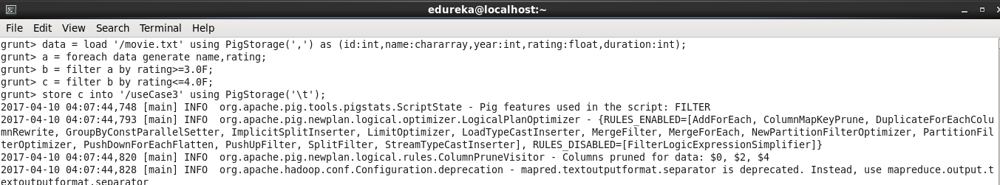 edureka@localhost:~
File Edit View Search Terminal Help
grunt> data = load '/movie.txt' using PigStorage(',') as (id:int,name:chararray,year:int,rating:float,duration:int);
grunt> a = foreach data generate name,rating;
grunt> b = filter a by rating>=3.0F;
grunt> c = filter b by rating<=4.0F;
grunt> store c into '/useCase3' using PigStorage('\t');
2017-04-10 04:07:44,748 [main] INFO  org.apache.pig.tools.pigstats.ScriptState - Pig features used in the script: FILTER
2017-04-10 04:07:44,793 [main] INFO  org.apache.pig.newplan.logical.optimizer.LogicalPlanOptimizer - {RULES_ENABLED=[AddForEach, ColumnMapKeyPrune, DuplicateForEachColu
mnRewrite, GroupByConstParallelSetter, ImplicitSplitInserter, LimitOptimizer, LoadTypeCastInserter, MergeFilter, MergeForEach, NewPartitionFilterOptimizer, PartitionFil
terOptimizer, PushDownForEachFlatten, PushUpFilter, SplitFilter, StreamTypeCastInserter], RULES_DISABLED=[FilterLogicExpressionSimplifier]}
2017-04-10 04:07:44,820 [main] INFO  org.apache.pig.newplan.logical.rules.ColumnPruneVisitor - Columns pruned for data: $0, $2, $4
2017-04-10 04:07:44,828 [main] INFO  org.apache.hadoop.conf.Configuration.deprecation - mapred.textoutputformat.separator is deprecated. Instead, use mapreduce.output.t
extoutputformat.separator